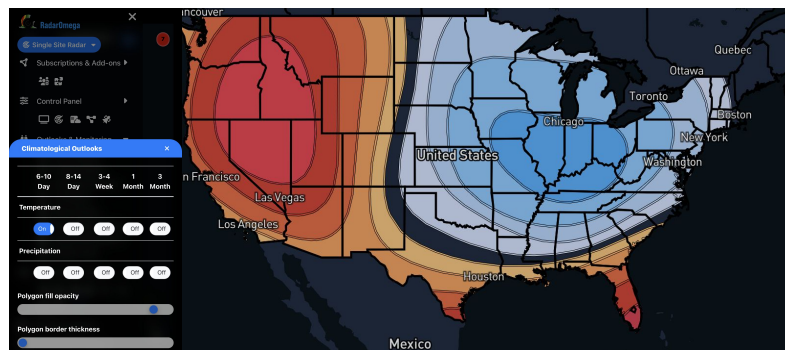 RadarOmega
Single Site Radar
Subscriptions & Add-ons
Control Panel
Outlooks & Monitoring
Climatological Outlooks
6-10 Day
8-14 Day
3-4 Week
1 Month
3 Month
Temperature
On Off Off Off Off
Precipitation
Off Off Off Off Off
Polygon fill opacity
Polygon border thickness
ncouver
Quebec
Ottawa
Toronto
Boston
Chicago
New York
United States
Washington
n Francisco
Las Vegas
Los Angeles
Houston
Mexico